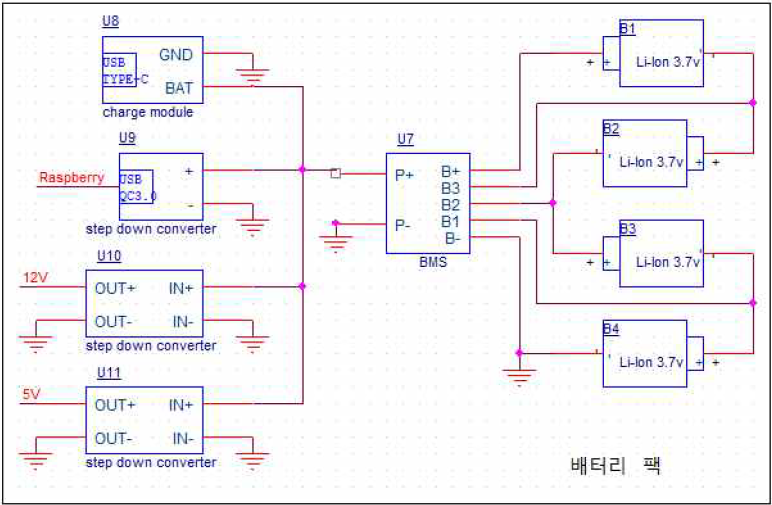 U8
GND
USB
TYPE-C
BAT
charge module
U9
Raspberry
USB
QC3.0
+
-
step down converter
U10
12V
OUT+ IN+
OUT- IN-
step down converter
U11
5V
OUT+ IN+
OUT- IN-
step down converter
U7
P+ B+
B3
B2
P- B1
B-
BMS
B1
+ + Li-Ion 3.7v
B2
Li-Ion 3.7v + +
B3
+ + Li-Ion 3.7v
B4
Li-Ion 3.7v + +
배터리 팩